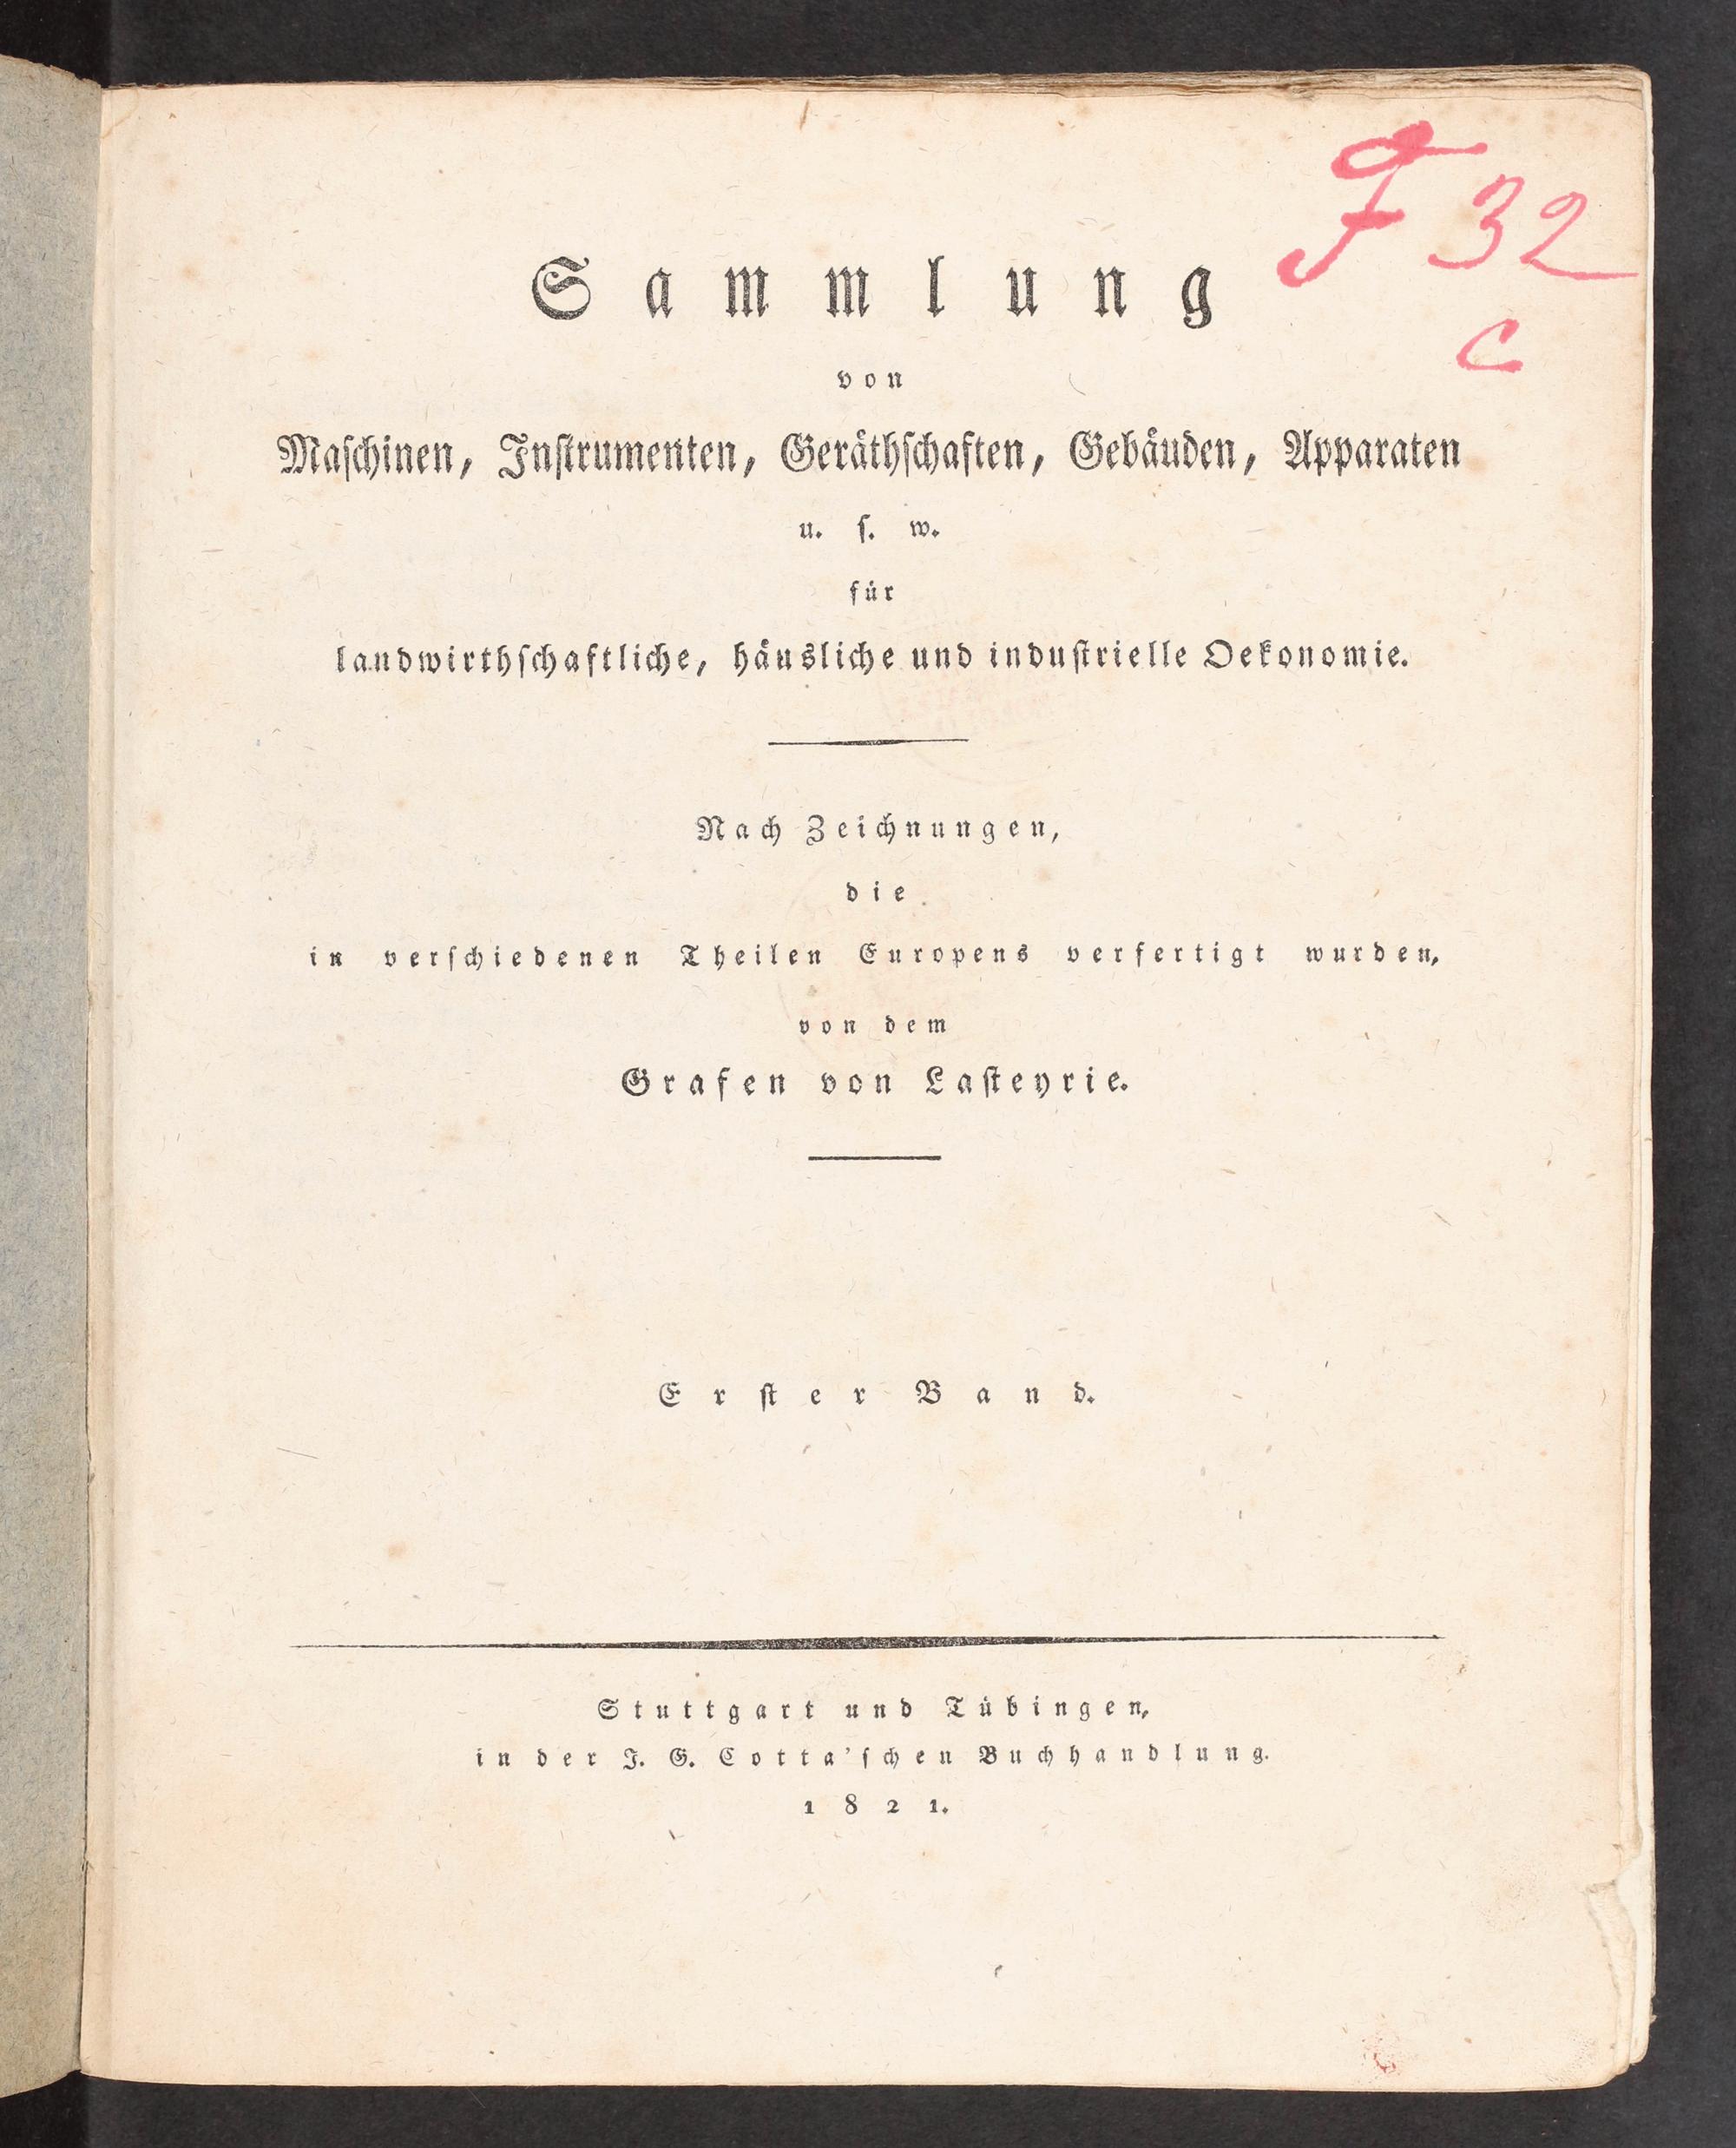 F 32
c
Sammlung
von
Maschinen, Instrumenten, Geräthschaften, Gebäuden, Apparaten
u. s. w.
für
landwirthschaftliche, häusliche und industrielle Oekonomie.
Nach Zeichnungen,
die
in verschiedenen Theilen Europens verfertigt wurden,
von dem
Grafen von Lasteyrie.
Erster Band.
Stuttgart und Tübingen,
in der J. G. Cotta'schen Buchhandlung.
1821.